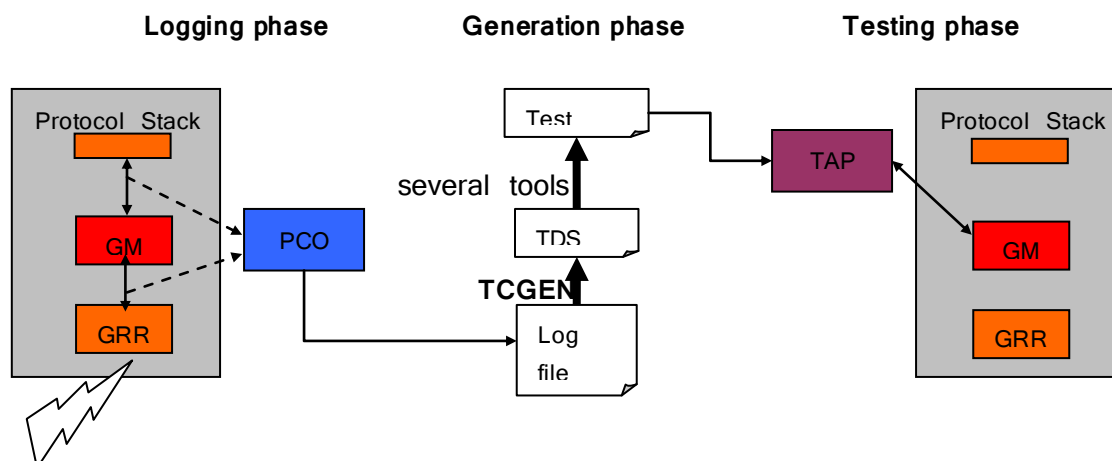 Logging phase
Generation phase
Testing phase
Protocol Stack
GM
GRR
PCO
Test
several tools
TDS
TCGEN
Log
file
TAP
Protocol Stack
GM
GRR